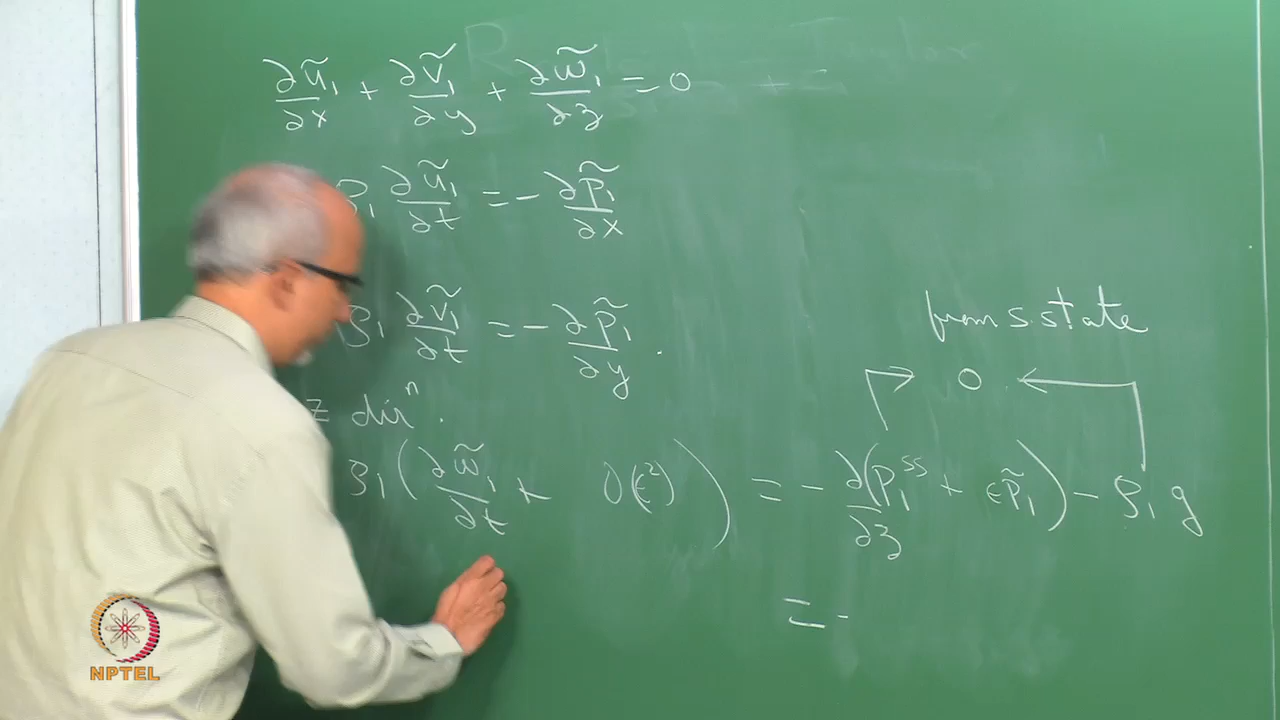 ∂ũ₁/∂x + ∂ṽ₁/∂y + ∂w̃₁/∂z = 0
ρ₁ ∂ũ₁/∂t = - ∂p̃₁/∂x
ρ₁ ∂ṽ₁/∂t = - ∂p̃₁/∂y .
from s.state
0
z dirⁿ.
ρ₁ ( ∂w̃₁/∂t + O(ϵ²) ) = - ∂(p₁ˢˢ + ϵp̃₁)/∂z - ρ₁ g
= -
NPTEL